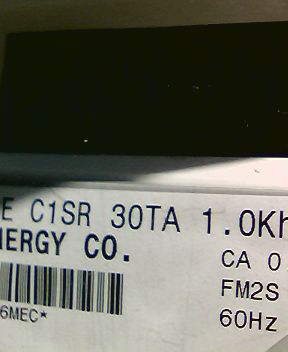 E C1SR 30TA 1.0Kh
NERGY CO.
CA 0
FM2S
6MEC*
60Hz